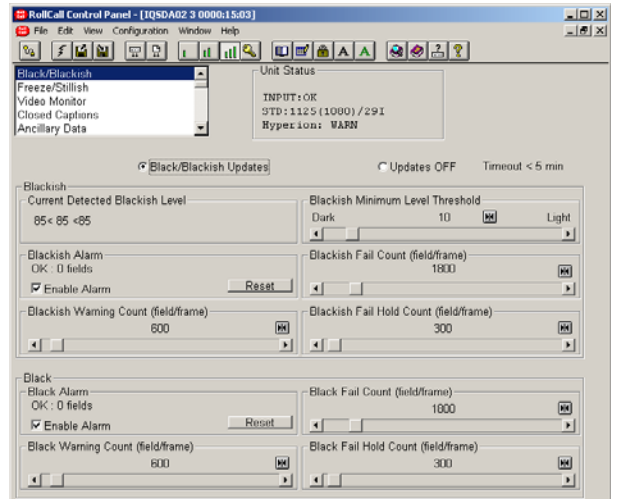 RollCall Control Panel - [IQSDA02 3 0000:15:03]
File Edit View Configuration Window Help
A A
Black/Blackish
Freeze/Stillish
Video Monitor
Closed Captions
Ancillary Data
Unit Status
INPUT:OK
STD:1125(1080)/29I
Hyperion: WARN
Black/Blackish Updates Updates OFF Timeout < 5 min
Blackish
Current Detected Blackish Level
85< 85 <85
Blackish Minimum Level Threshold
Dark 10 Light
Blackish Alarm
OK : 0 fields
Enable Alarm Reset
Blackish Fail Count (field/frame)
1800
Blackish Warning Count (field/frame)
600
Blackish Fail Hold Count (field/frame)
300
Black
Black Alarm
OK : 0 fields
Enable Alarm Reset
Black Fail Count (field/frame)
1800
Black Warning Count (field/frame)
600
Black Fail Hold Count (field/frame)
300